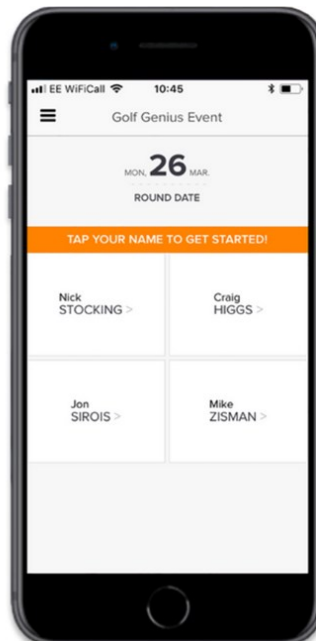 EE WiFiCall 10:45
Golf Genius Event
MON, 26 MAR.
ROUND DATE
TAP YOUR NAME TO GET STARTED!
Nick
STOCKING >
Craig
HIGGS >
Jon
SIROIS >
Mike
ZISMAN >